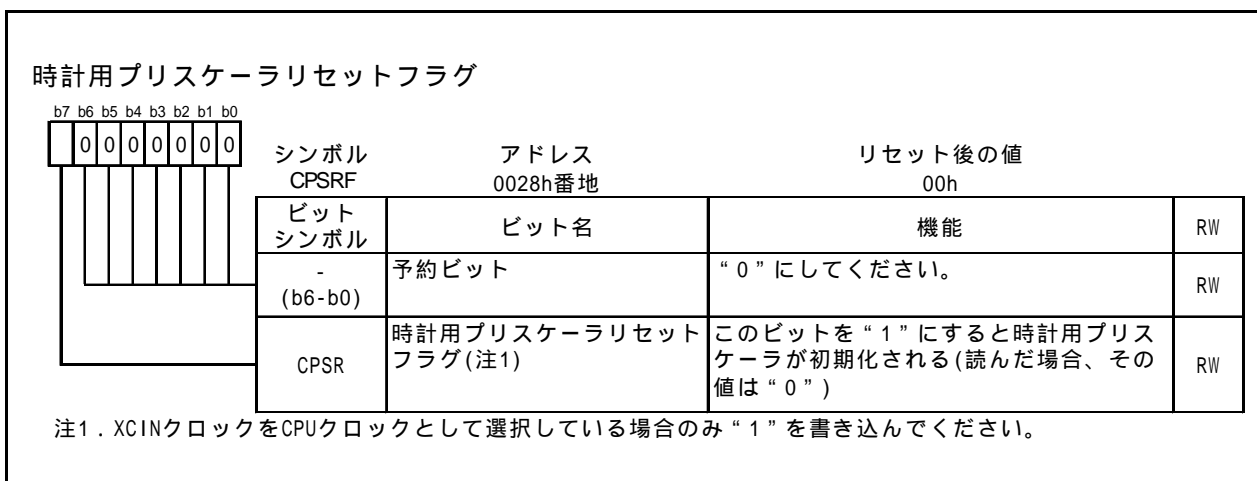 時計用プリスケーラリセットフラグ
b7 b6 b5 b4 b3 b2 b1 b0
0 0 0 0 0 0 0
シンボル アドレス リセット後の値
CPSRF 0028h番地 00h
ビット
シンボル ビット名 機能 RW
-
(b6-b0) 予約ビット “0”にしてください。 RW
CPSR 時計用プリスケーラリセット
フラグ(注1) このビットを“1”にすると時計用プリス
ケーラが初期化される(読んだ場合、その
値は“0”) RW
注1．XCINクロックをCPUクロックとして選択している場合のみ“1”を書き込んでください。